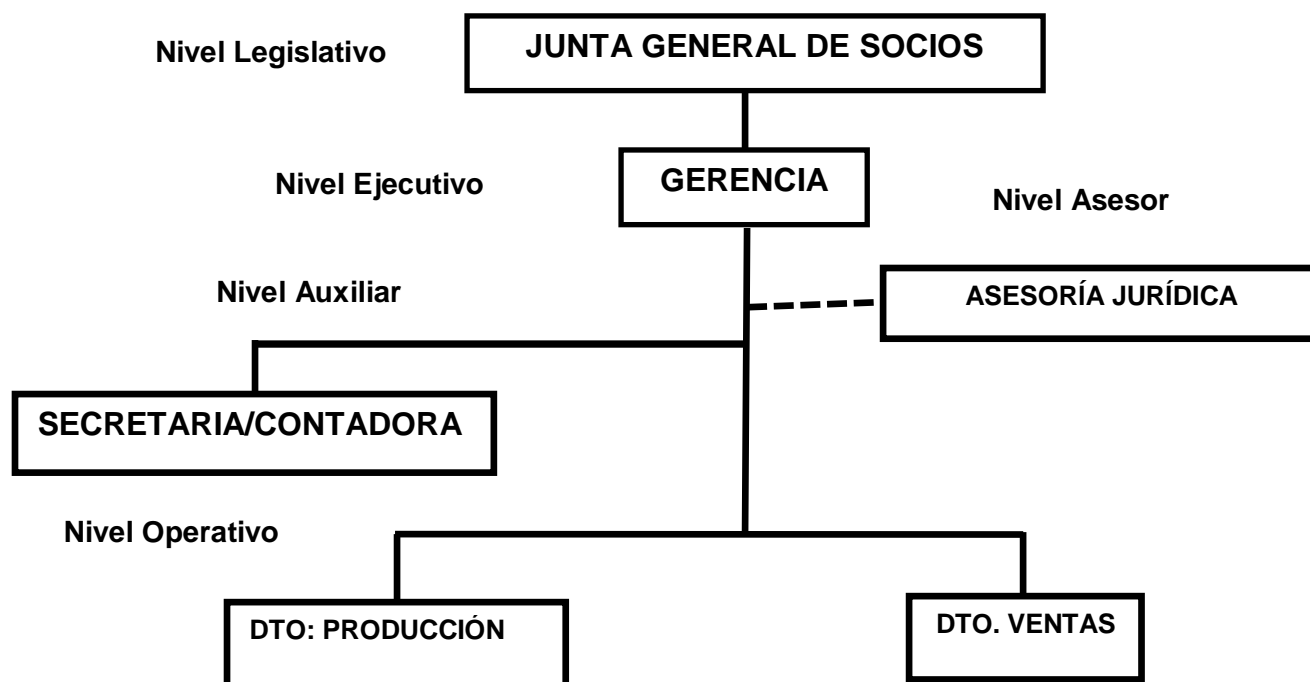 JUNTA GENERAL DE SOCIOS
Nivel Legislativo
GERENCIA
Nivel Ejecutivo
Nivel Asesor
Nivel Auxiliar
ASESORÍA JURÍDICA
SECRETARIA/CONTADORA
Nivel Operativo
DTO: PRODUCCIÓN
DTO. VENTAS